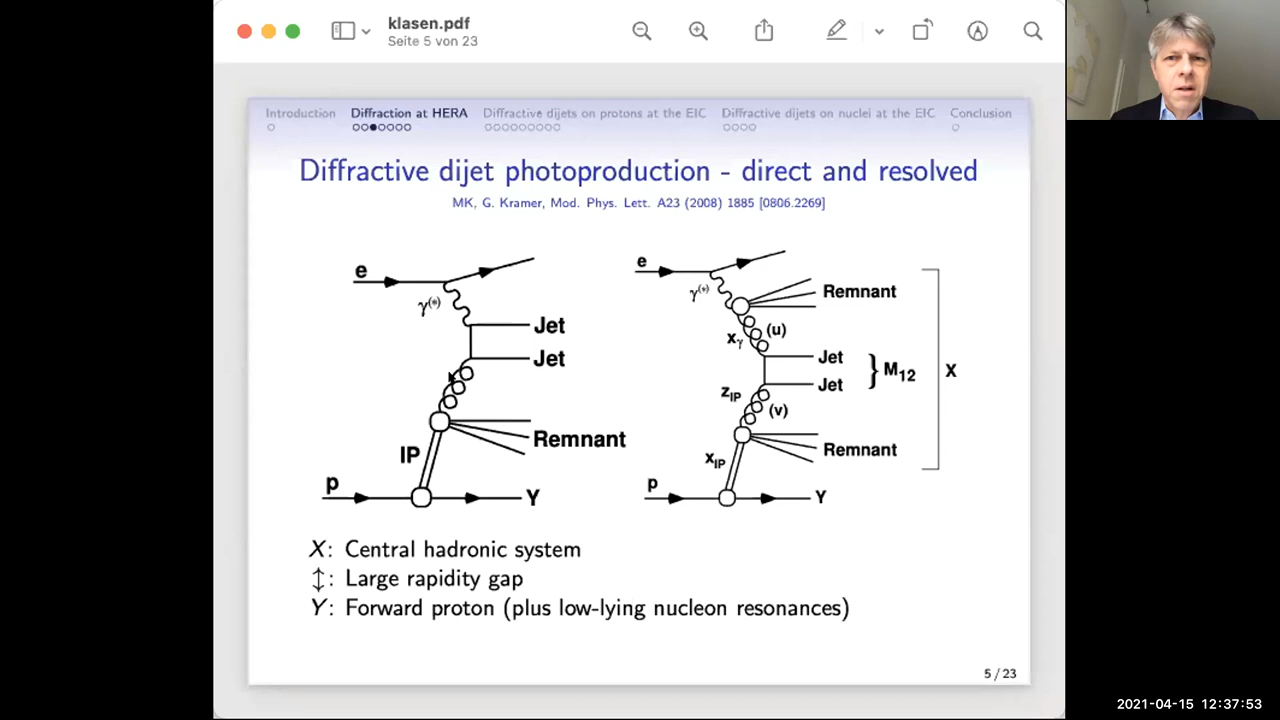 klasen.pdf
Seite 5 von 23
Introduction Diffraction at HERA Diffractive dijets on protons at the EIC Diffractive dijets on nuclei at the EIC Conclusion
Diffractive dijet photoproduction - direct and resolved
MK, G. Kramer, Mod. Phys. Lett. A23 (2008) 1885 [0806.2269]
e
γ(*)
Jet
Jet
IP
Remnant
p
Y
e
γ(*)
Remnant
xγ
(u)
Jet
Jet
} M12
X
zIP
(v)
xIP
Remnant
p
Y
X: Central hadronic system
↕: Large rapidity gap
Y: Forward proton (plus low-lying nucleon resonances)
5 / 23
2021-04-15 12:37:53